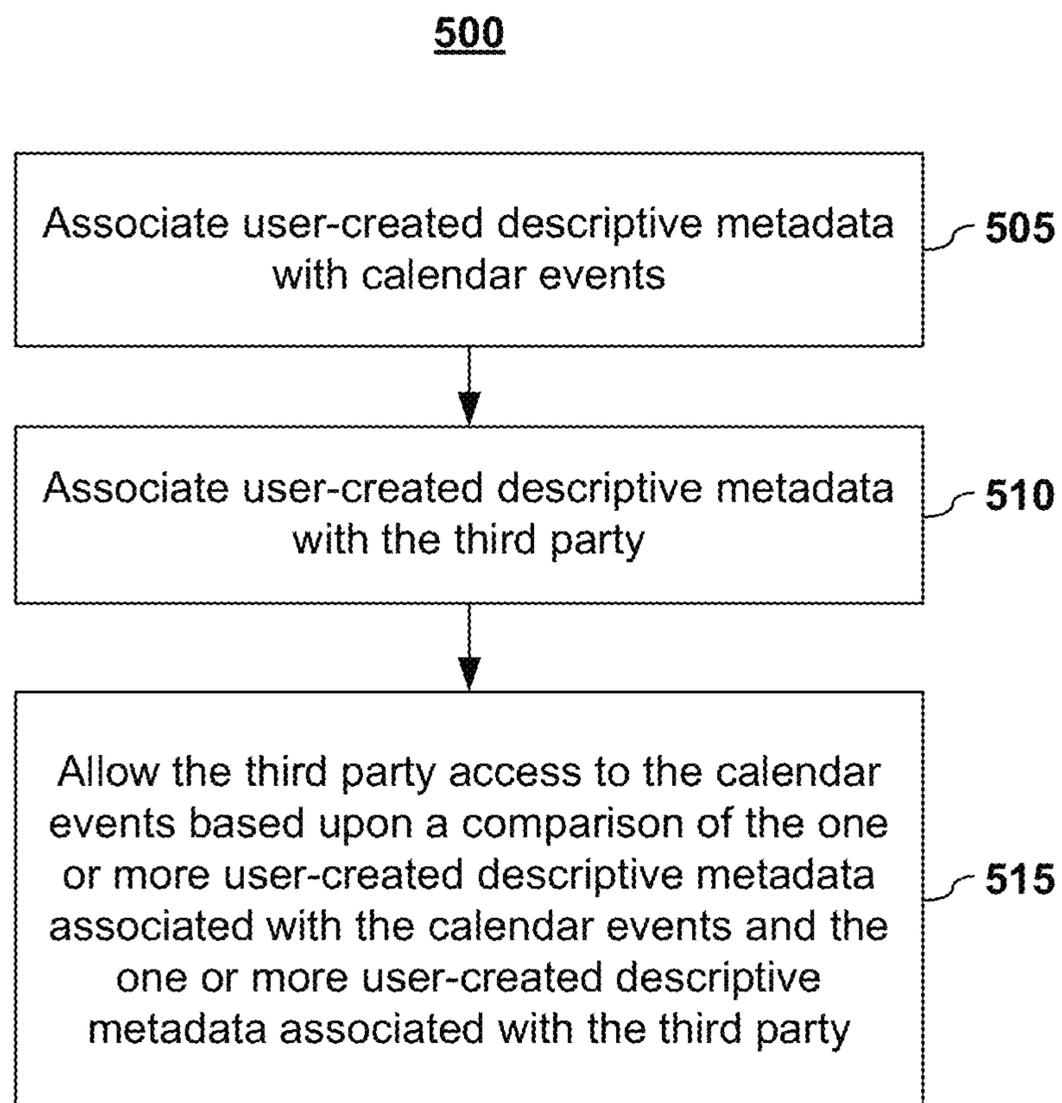 500
Associate user-created descriptive metadata
with calendar events
505
Associate user-created descriptive metadata
with the third party
510
Allow the third party access to the calendar
events based upon a comparison of the one
or more user-created descriptive metadata
associated with the calendar events and the
one or more user-created descriptive
metadata associated with the third party
515